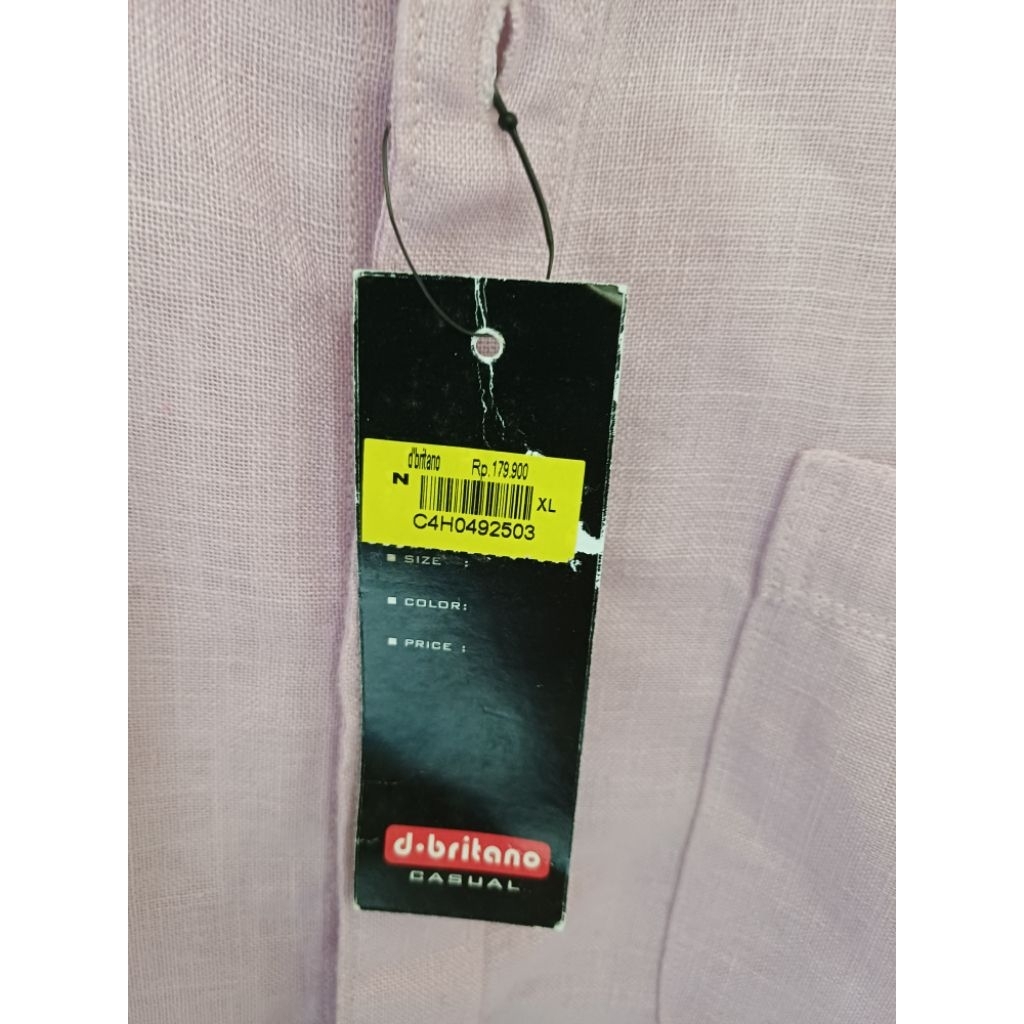 d'britano Rp.179.900
N XL
C4H0492503
SIZE :
COLOR:
PRICE :
d•britano
CASUAL